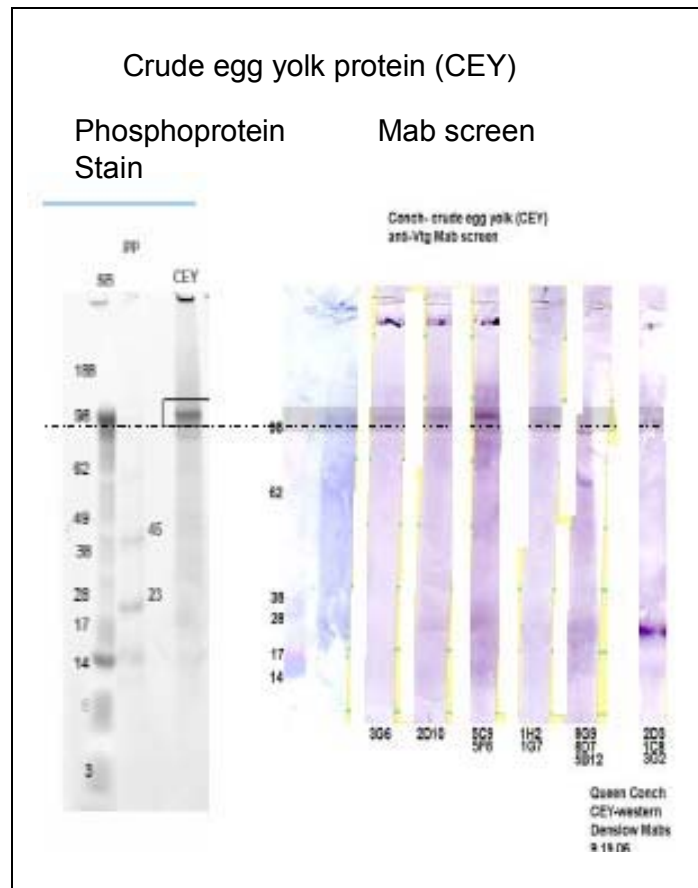 Crude egg yolk protein (CEY)
Phosphoprotein
Stain
Mab screen
Conch- crude egg yolk (CEY)
anti-Vtg Mab screen
PP
SB
CEY
188
98
62
49
38
28
17
14
6
3
45
23
98
62
38
28
17
14
3G6
2D10
5C9
5F8
1H2
1G7
8G9
8D7
5B12
2D3
1C8
3G2
Queen Conch
CEY-western
Denslow Mabs
9.19.06